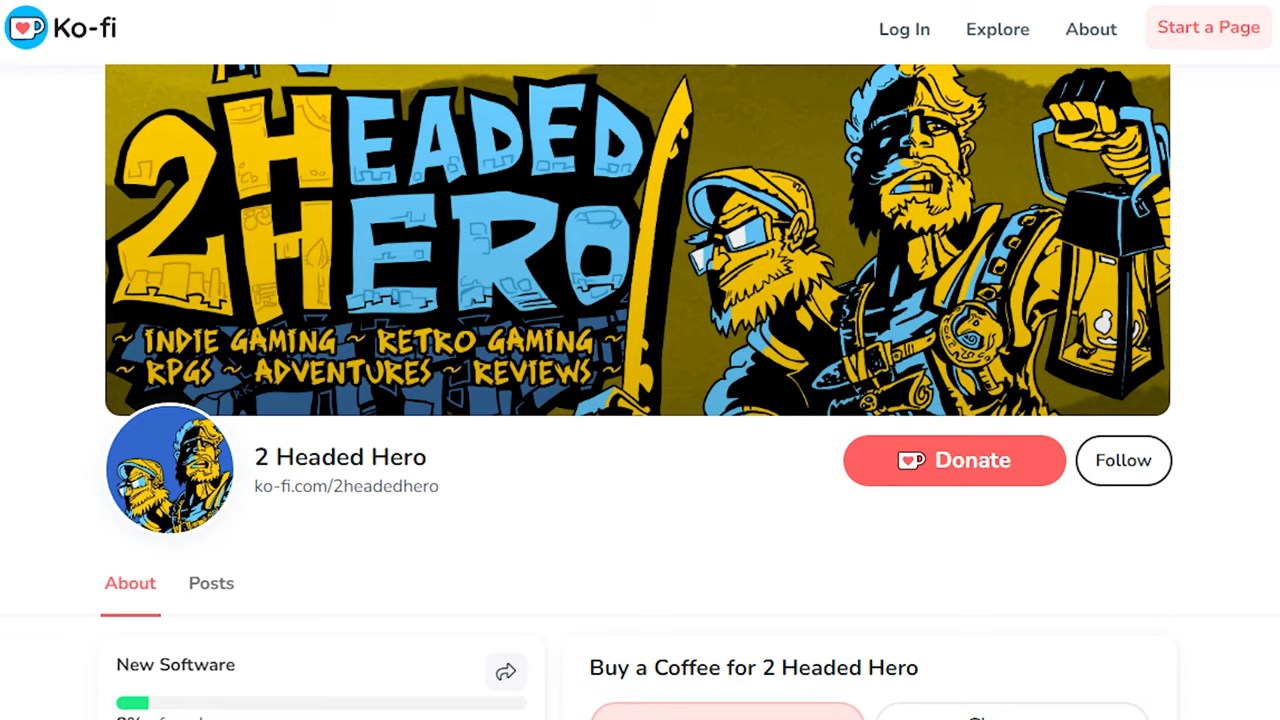 Ko-fi
Log In
Explore
About
Start a Page
2 HEADED
HERO
~ INDIE GAMING ~ RETRO GAMING ~
~ RPGS ~ ADVENTURES ~ REVIEWS ~
2 Headed Hero
ko-fi.com/2headedhero
Donate
Follow
About
Posts
New Software
Buy a Coffee for 2 Headed Hero